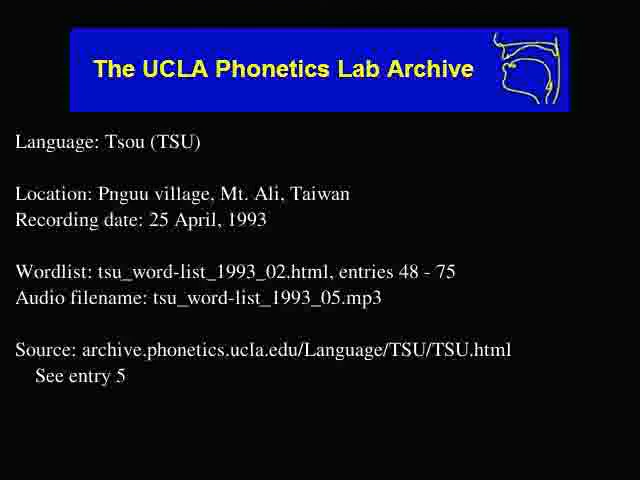 The UCLA Phonetics Lab Archive
Language: Tsou (TSU)
Location: Pnguu village, Mt. Ali, Taiwan
Recording date: 25 April, 1993
Wordlist: tsu_word-list_1993_02.html, entries 48 - 75
Audio filename: tsu_word-list_1993_05.mp3
Source: archive.phonetics.ucla.edu/Language/TSU/TSU.html
See entry 5